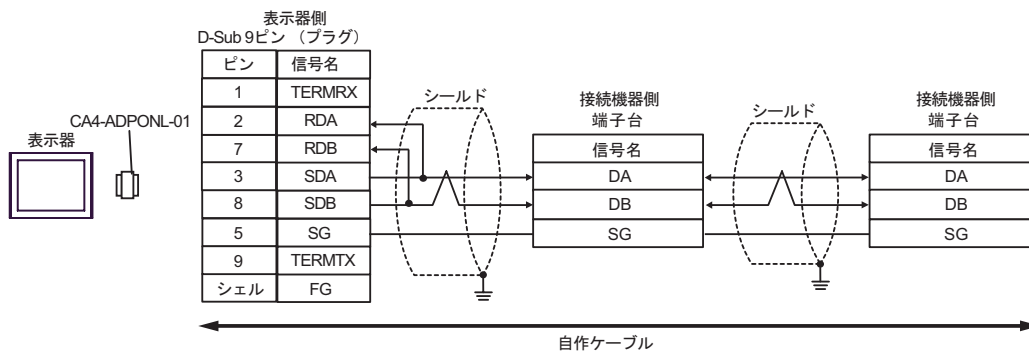 表示器側
D-Sub 9ピン （プラグ）
ピン 信号名
1 TERMRX
2 RDA
7 RDB
3 SDA
8 SDB
5 SG
9 TERMTX
シェル FG
CA4-ADPONL-01
表示器
シールド
接続機器側
端子台
信号名
DA
DB
SG
シールド
接続機器側
端子台
信号名
DA
DB
SG
自作ケーブル